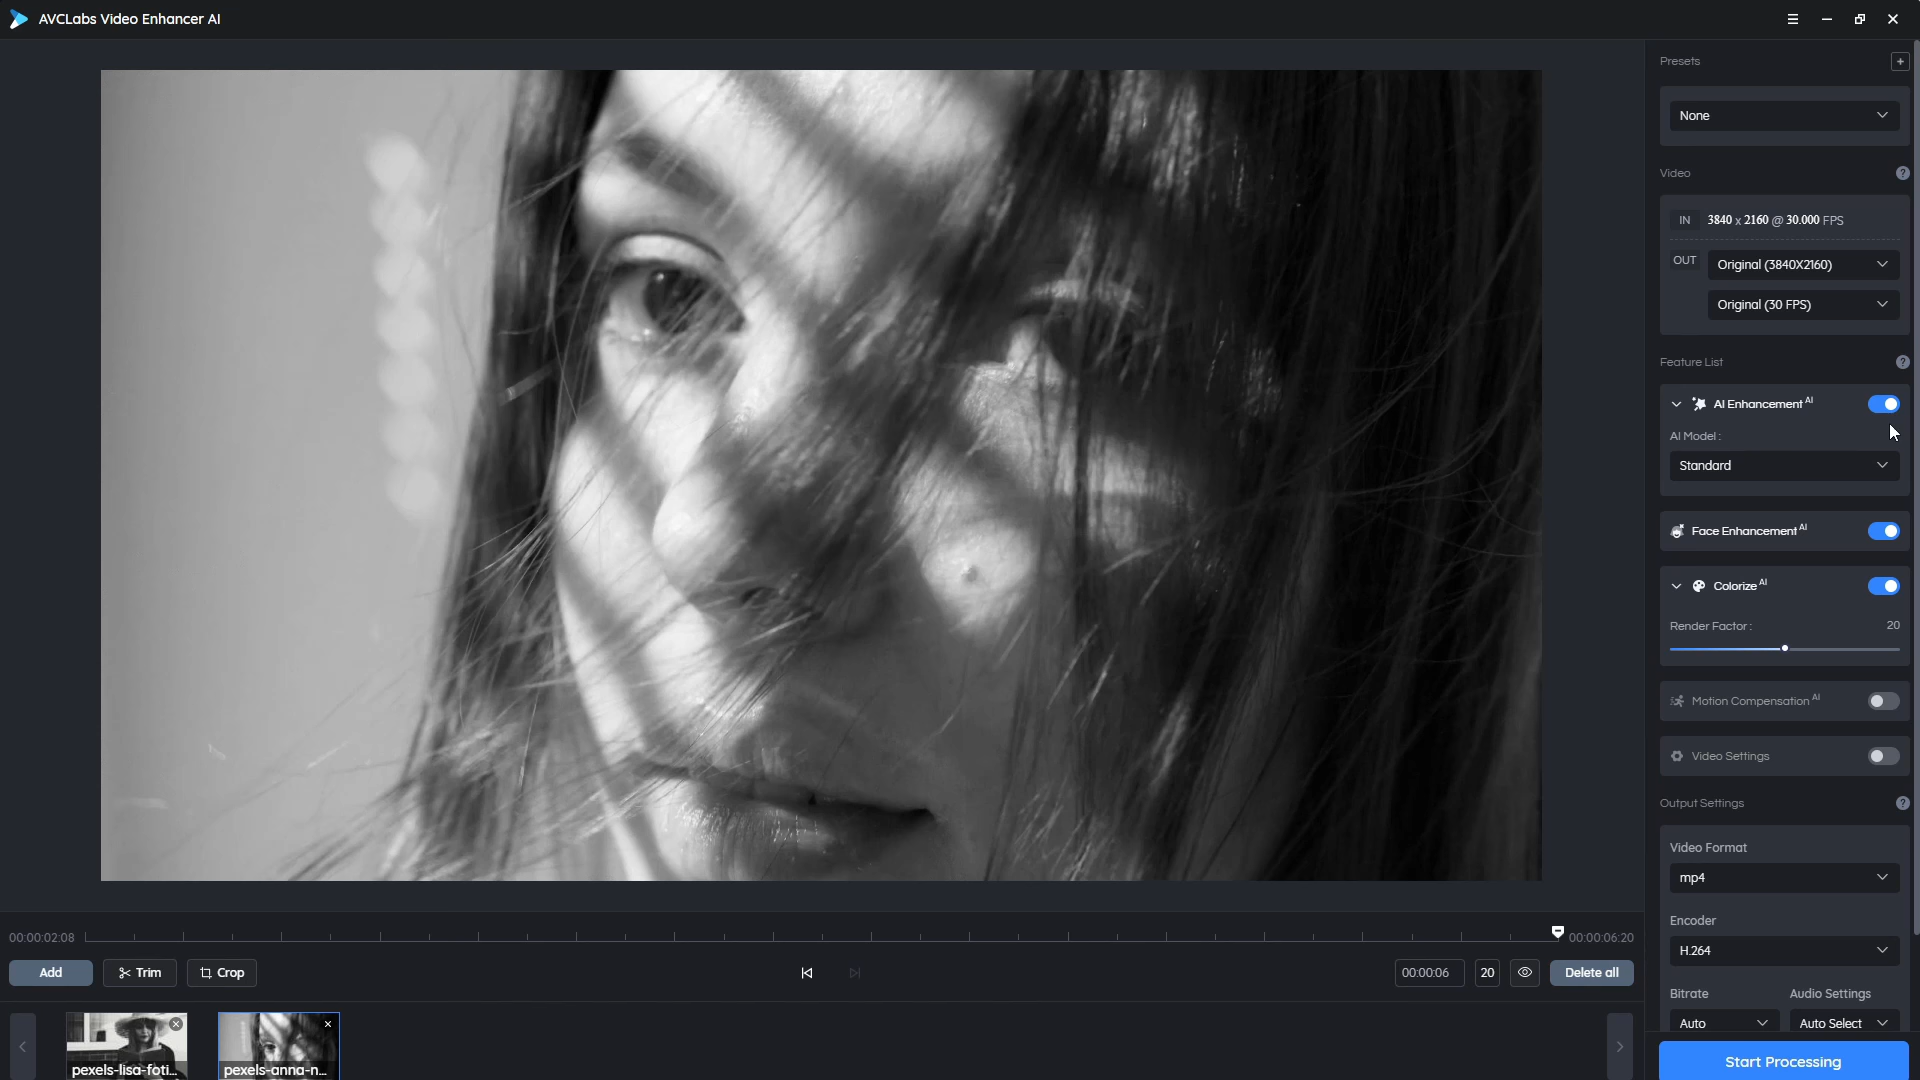 AVCLabs Video Enhancer AI
Presets
None
Video
IN 3840 x 2160 @ 30.000 FPS
OUT Original (3840X2160)
Original (30 FPS)
Feature List
AI Enhancement AI
AI Model :
Standard
Face Enhancement AI
Colorize AI
Render Factor : 20
Motion Compensation AI
Video Settings
Output Settings
Video Format
mp4
Encoder
H.264
Bitrate Audio Settings
Auto Auto Select
Start Processing
00:00:02:08 00:00:06:20
Add Trim Crop 00:00:06 20 Delete all
pexels-lisa-foti... pexels-anna-n...